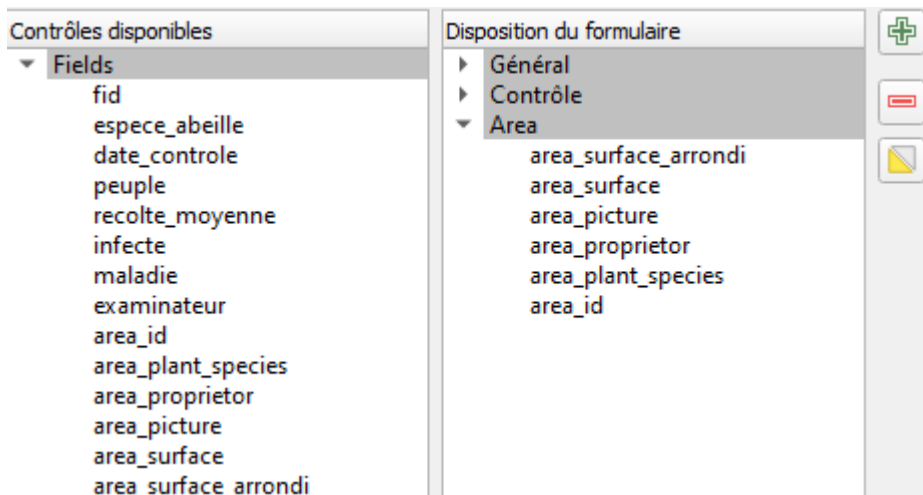 Contrôles disponibles
Fields
fid
espece_abeille
date_controle
peuple
recolte_moyenne
infecte
maladie
examinateur
area_id
area_plant_species
area_proprietor
area_picture
area_surface
area_surface_arrondi
Disposition du formulaire
Général
Contrôle
Area
area_surface_arrondi
area_surface
area_picture
area_proprietor
area_plant_species
area_id